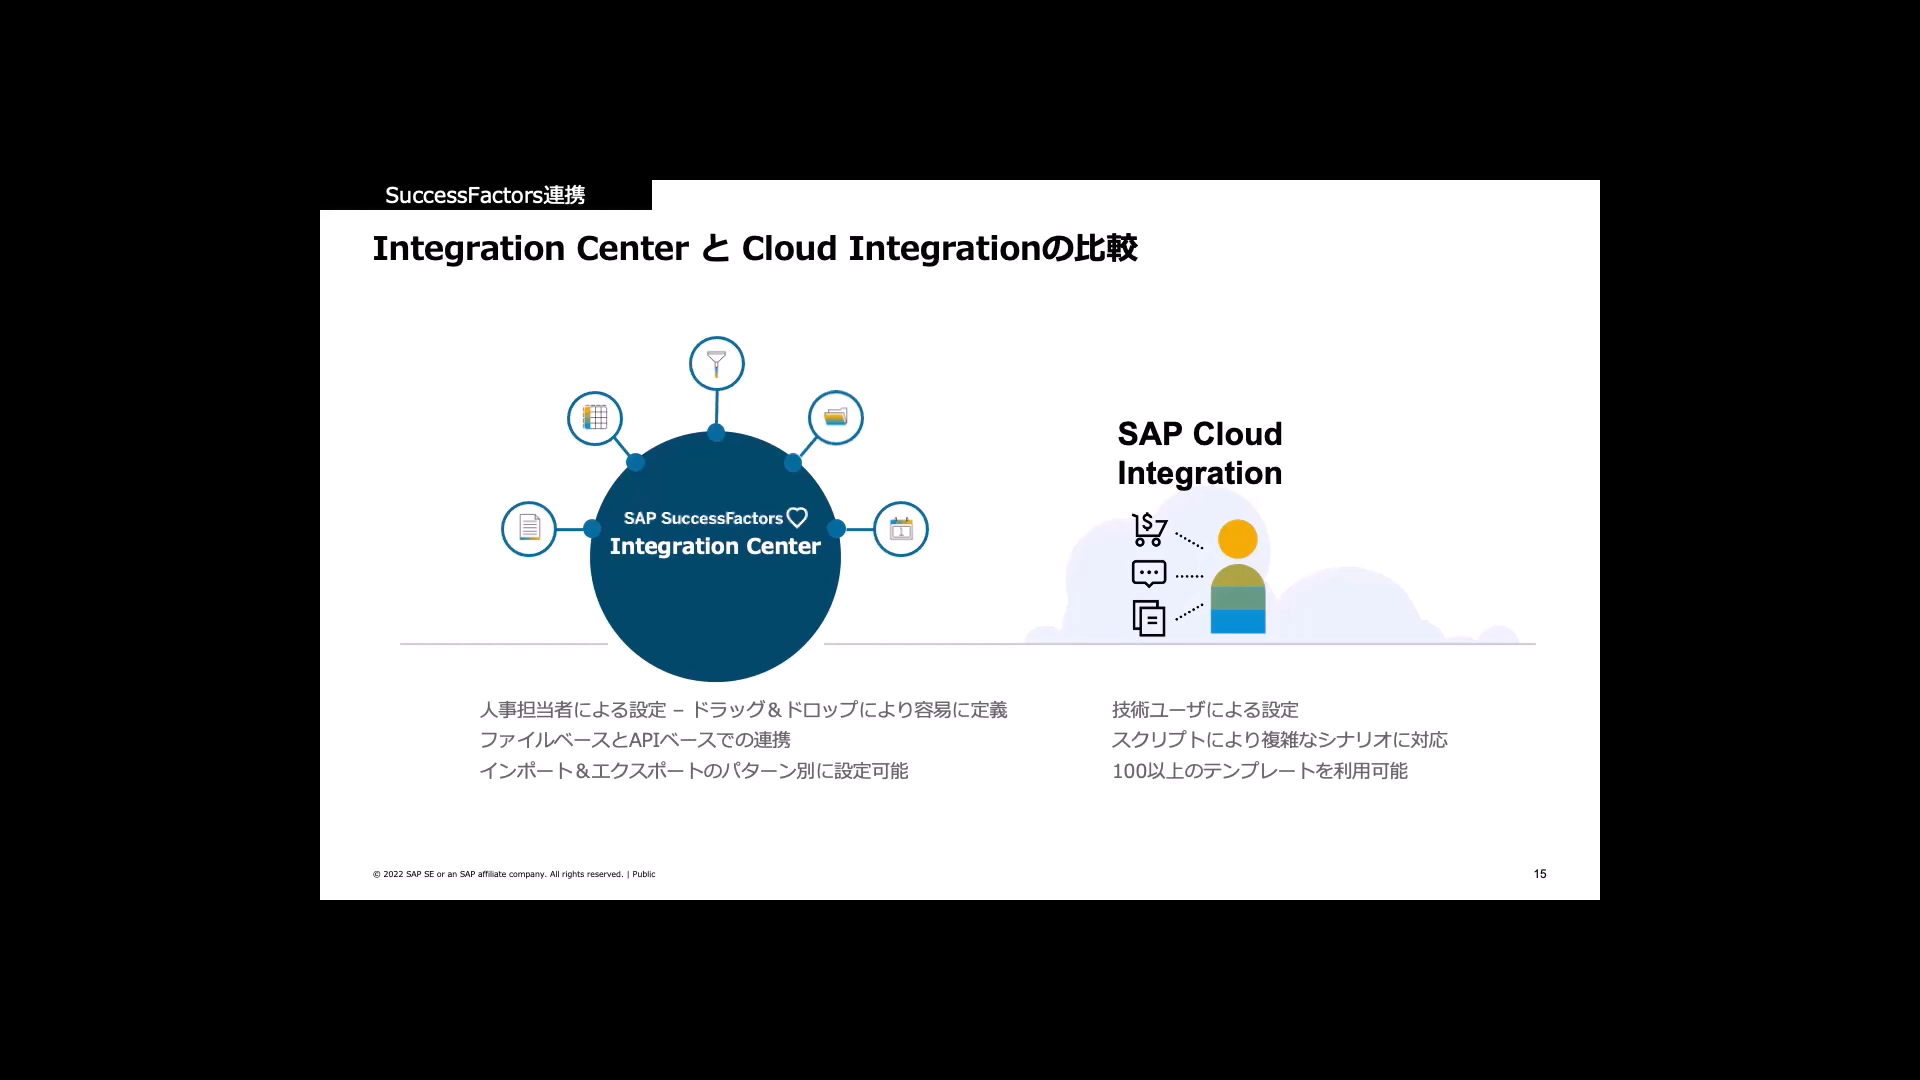 SuccessFactors連携
Integration Center と Cloud Integrationの比較
SAP SuccessFactors
Integration Center
SAP Cloud
Integration
人事担当者による設定 – ドラッグ＆ドロップにより容易に定義
ファイルベースとAPIベースでの連携
インポート＆エクスポートのパターン別に設定可能
技術ユーザによる設定
スクリプトにより複雑なシナリオに対応
100以上のテンプレートを利用可能
© 2022 SAP SE or an SAP affiliate company. All rights reserved. | Public
15